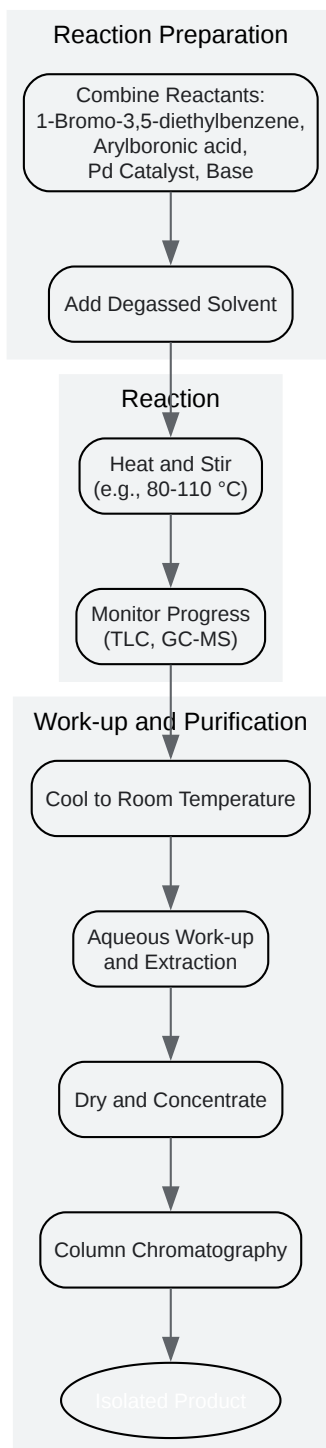 Reaction Preparation
Combine Reactants:
1-Bromo-3,5-diethylbenzene,
Arylboronic acid,
Pd Catalyst, Base
Add Degassed Solvent
Reaction
Heat and Stir
(e.g., 80-110 °C)
Monitor Progress
(TLC, GC-MS)
Work-up and Purification
Cool to Room Temperature
Aqueous Work-up
and Extraction
Dry and Concentrate
Column Chromatography
Isolated Product